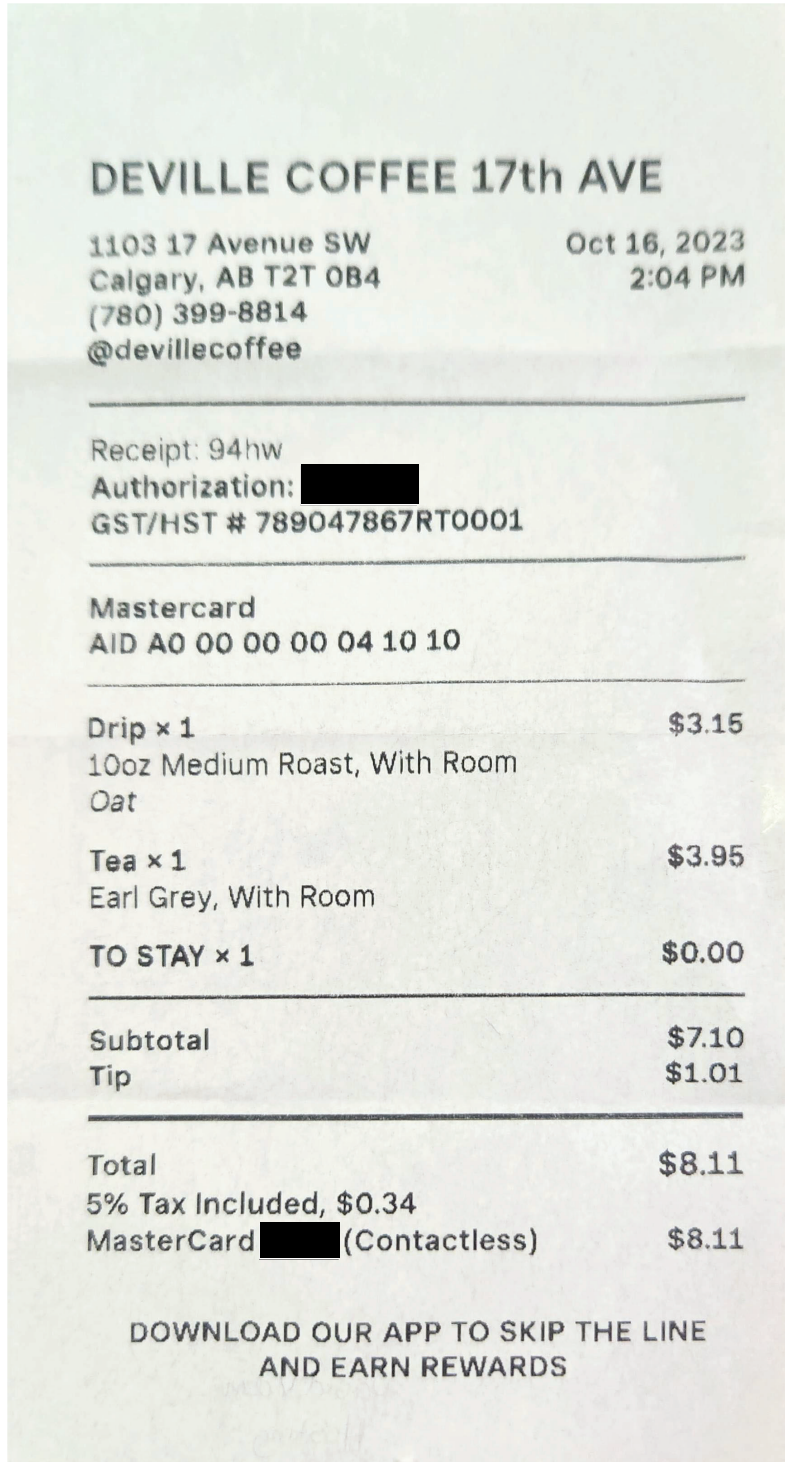 DEVILLE COFFEE 17th AVE
1103 17 Avenue SW Oct 16, 2023
Calgary, AB T2T 0B4 2:04 PM
(780) 399-8814
@devillecoffee
Receipt: 94hw
Authorization:
GST/HST # 789047867RT0001
Mastercard
AID A0 00 00 00 04 10 10
Drip × 1 $3.15
10oz Medium Roast, With Room
Oat
Tea × 1 $3.95
Earl Grey, With Room
TO STAY × 1 $0.00
Subtotal $7.10
Tip $1.01
Total $8.11
5% Tax Included, $0.34
MasterCard (Contactless) $8.11
DOWNLOAD OUR APP TO SKIP THE LINE
AND EARN REWARDS